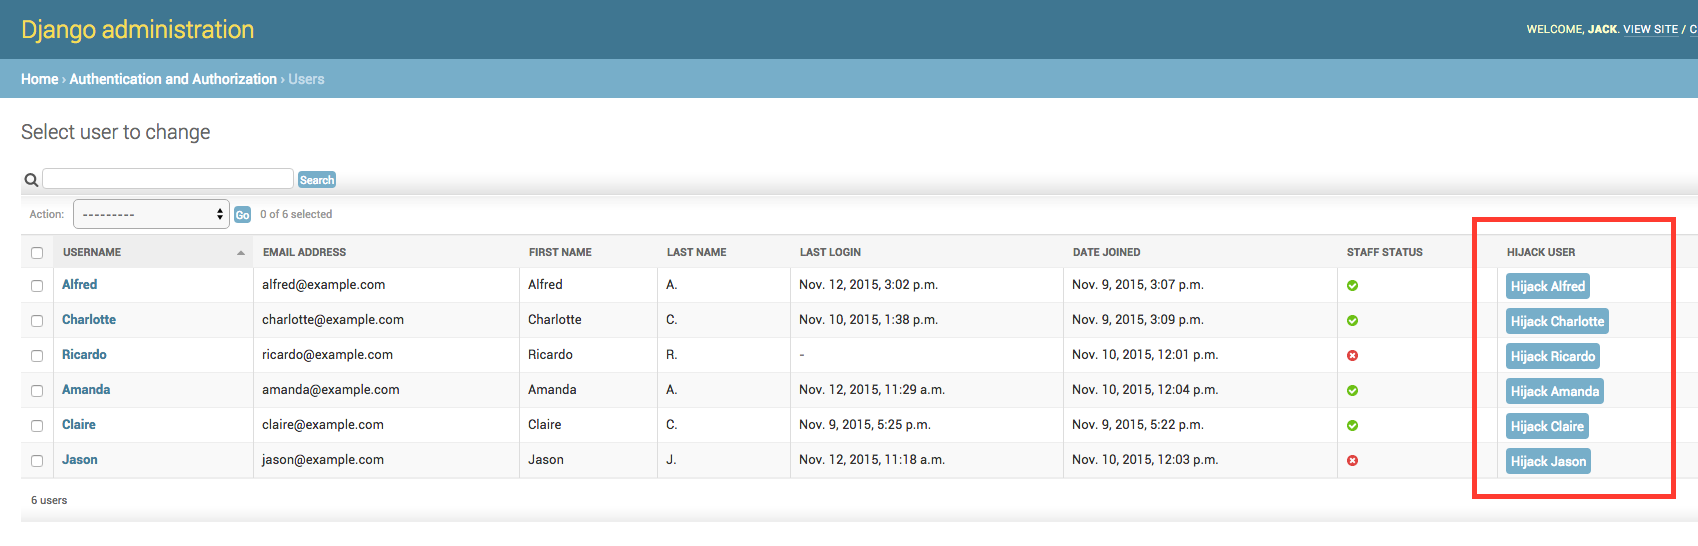 Django administration
WELCOME, JACK. VIEW SITE / C
Home › Authentication and Authorization › Users
Select user to change
Search
Action: --------- Go 0 of 6 selected
USERNAME EMAIL ADDRESS FIRST NAME LAST NAME LAST LOGIN DATE JOINED STAFF STATUS HIJACK USER
Alfred alfred@example.com Alfred A. Nov. 12, 2015, 3:02 p.m. Nov. 9, 2015, 3:07 p.m. Hijack Alfred
Charlotte charlotte@example.com Charlotte C. Nov. 10, 2015, 1:38 p.m. Nov. 9, 2015, 3:09 p.m. Hijack Charlotte
Ricardo ricardo@example.com Ricardo R. - Nov. 10, 2015, 12:01 p.m. Hijack Ricardo
Amanda amanda@example.com Amanda A. Nov. 12, 2015, 11:29 a.m. Nov. 10, 2015, 12:04 p.m. Hijack Amanda
Claire claire@example.com Claire C. Nov. 9, 2015, 5:25 p.m. Nov. 9, 2015, 5:22 p.m. Hijack Claire
Jason jason@example.com Jason J. Nov. 12, 2015, 11:18 a.m. Nov. 10, 2015, 12:03 p.m. Hijack Jason
6 users